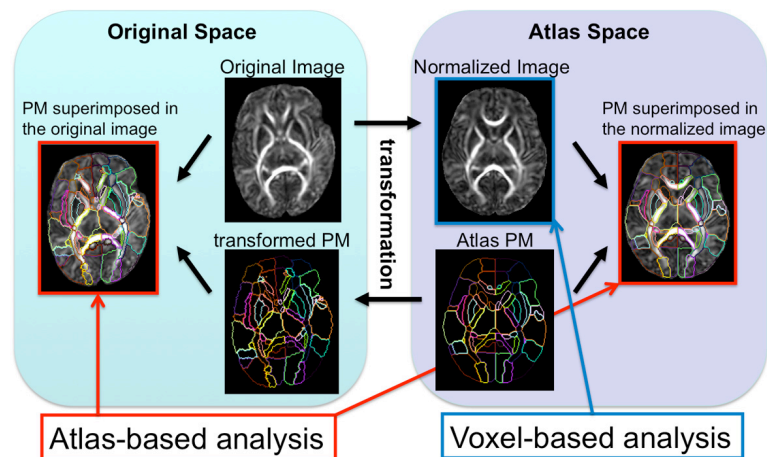 Original Space
Atlas Space
Original Image
Normalized Image
PM superimposed in
the original image
PM superimposed in
the normalized image
transformation
transformed PM
Atlas PM
Atlas-based analysis
Voxel-based analysis